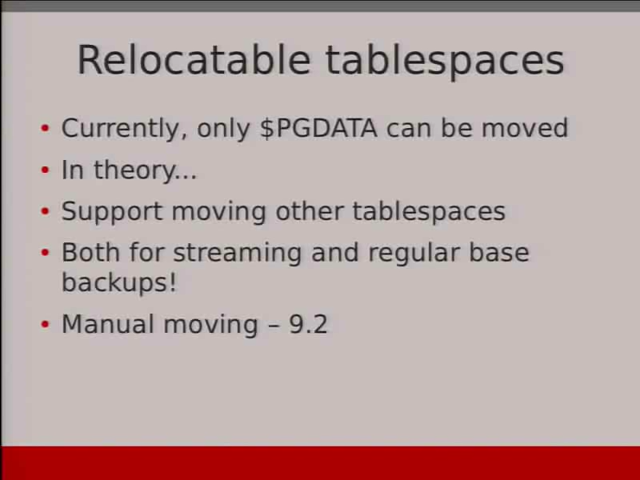 Relocatable tablespaces
• Currently, only $PGDATA can be moved
• In theory...
• Support moving other tablespaces
• Both for streaming and regular base
backups!
• Manual moving – 9.2